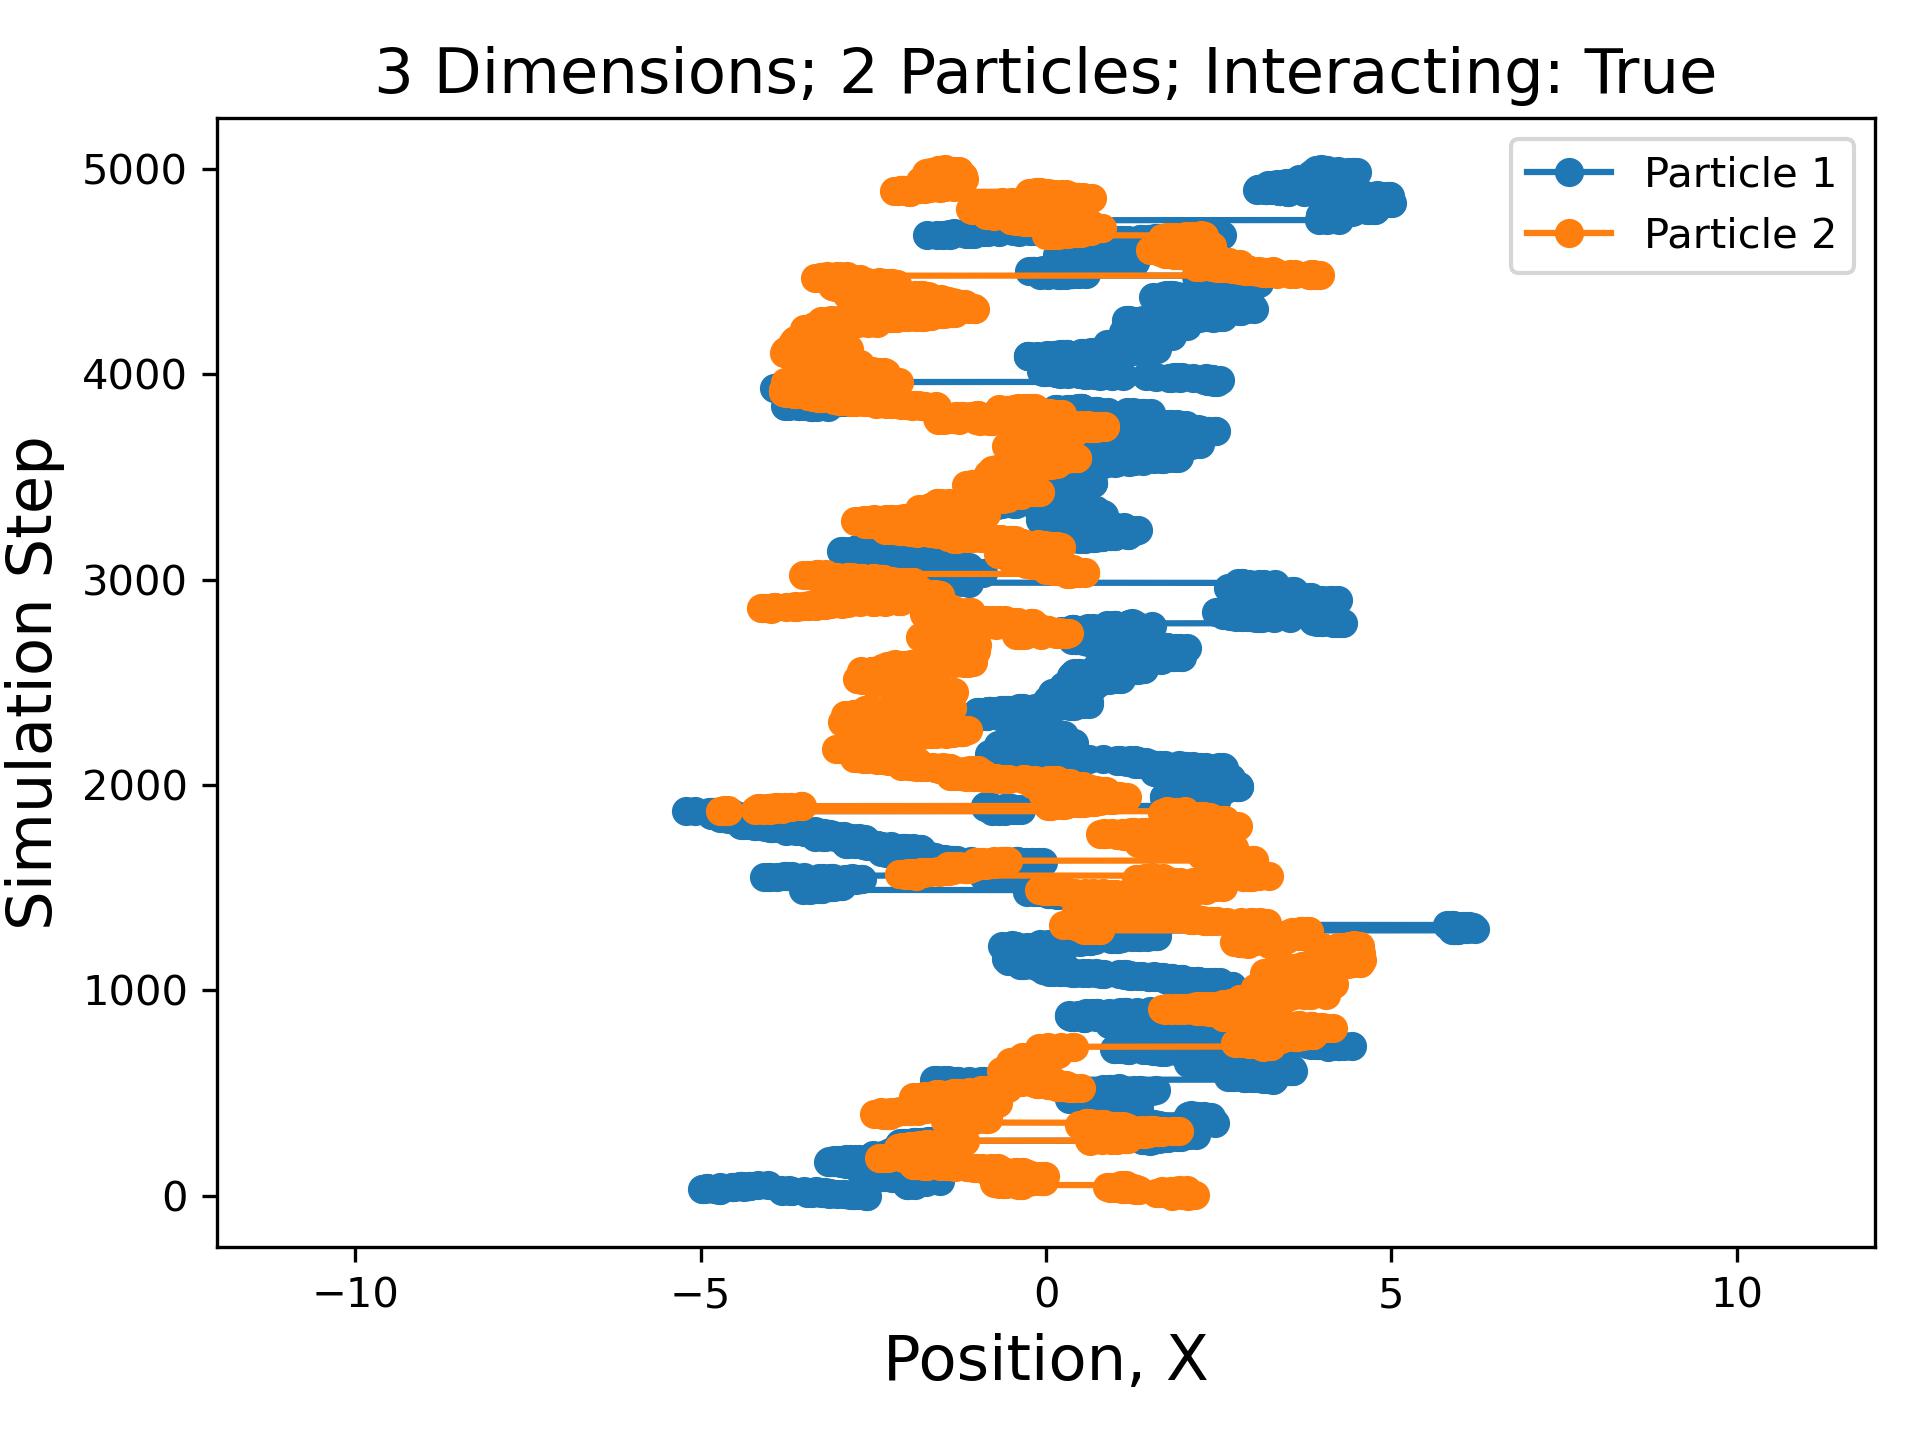 3 Dimensions; 2 Particles; Interacting: True
Particle 1
Particle 2
5000
4000
3000
2000
1000
0
Simulation Step
−10
−5
0
5
10
Position, X